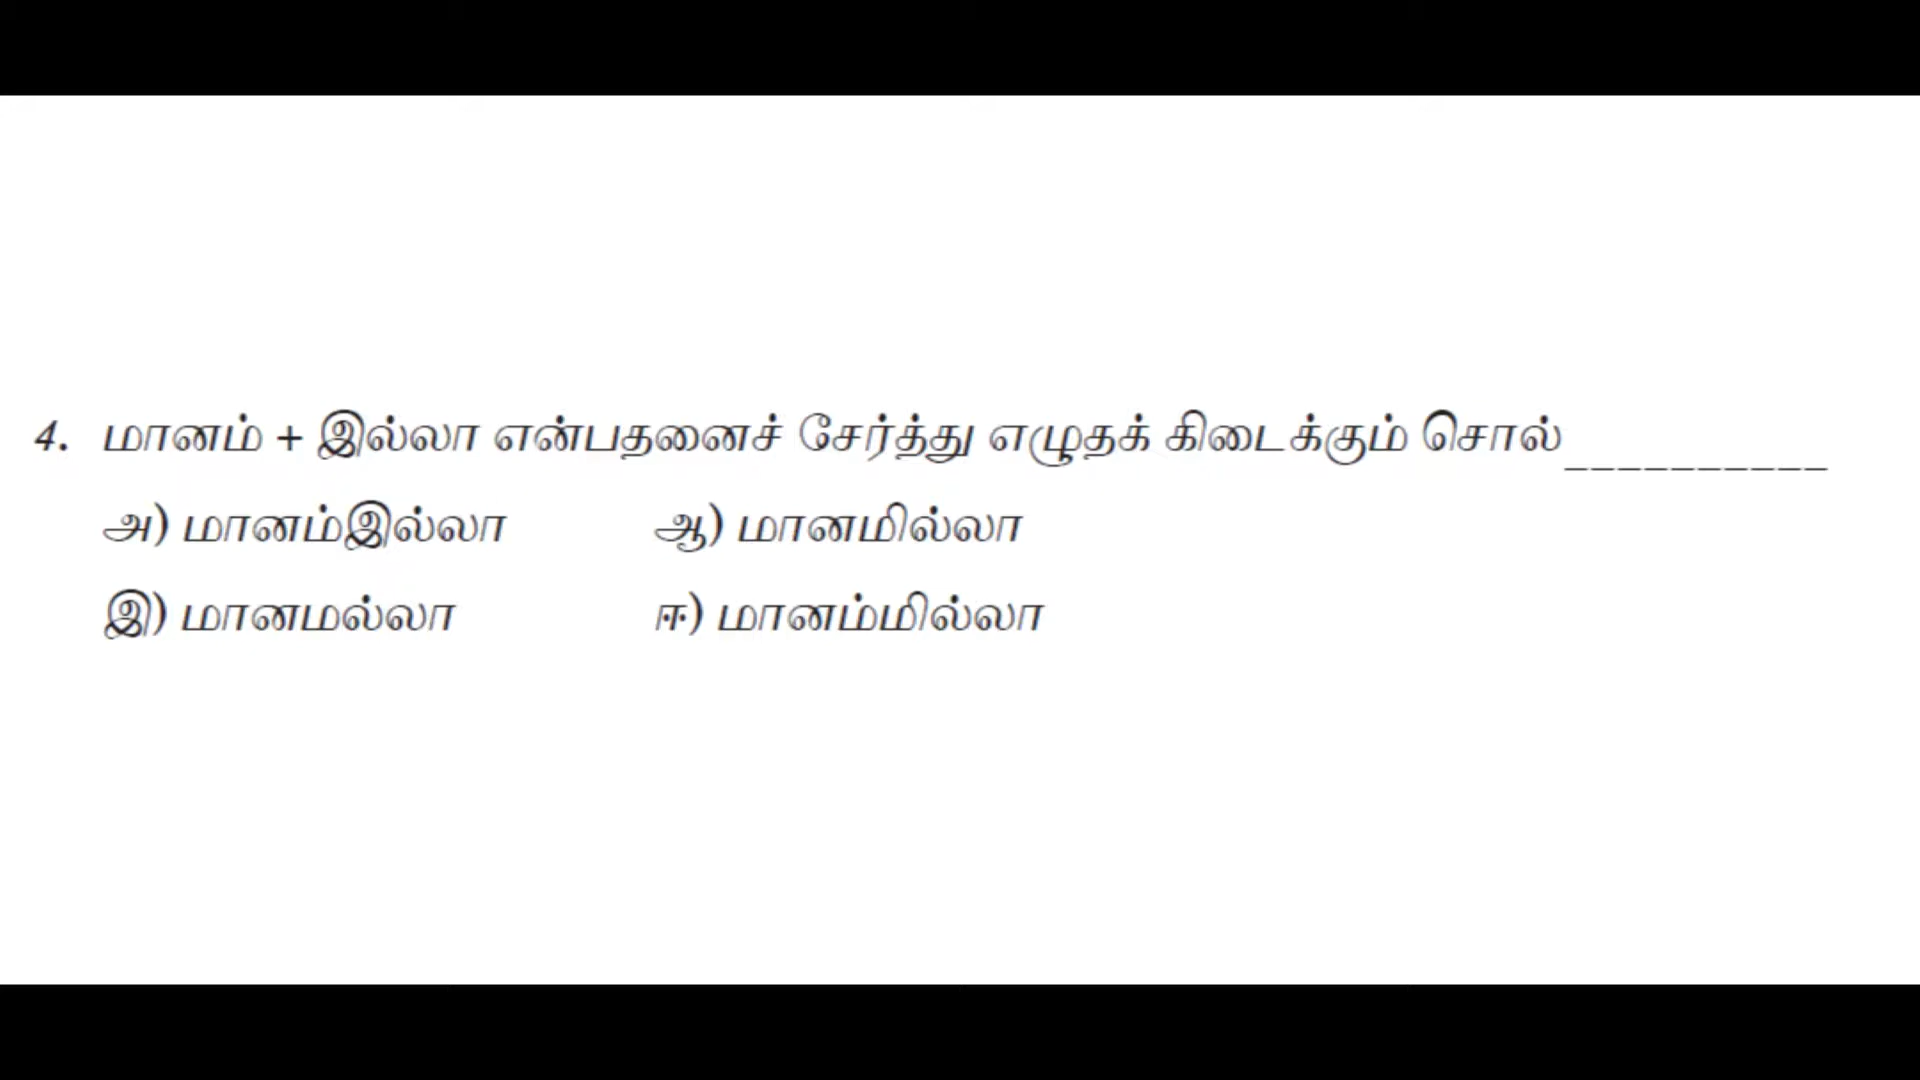 4. மானம் + இல்லா என்பதனைச் சேர்த்து எழுதக் கிடைக்கும் சொல்__________
அ) மானம்இல்லா ஆ) மானமில்லா
இ) மானமல்லா ஈ) மானம்மில்லா